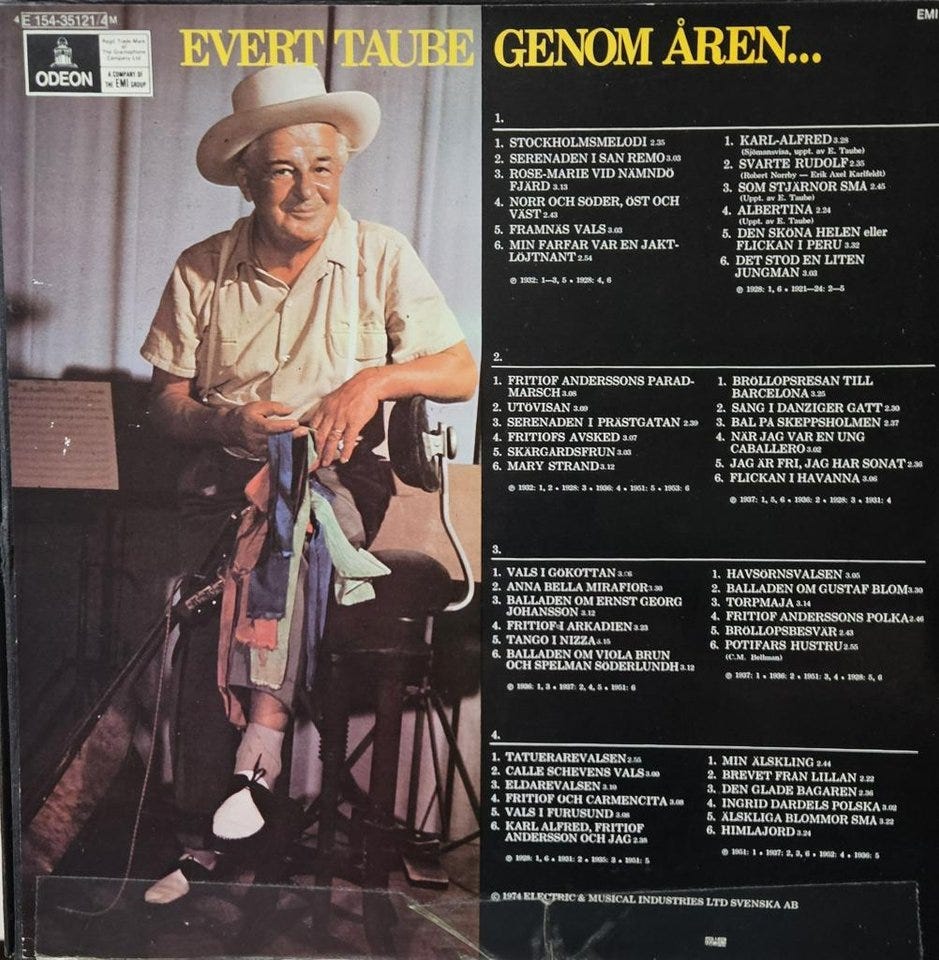 4 E 154-35121/4 M
EMI
ODEON
Regd. Trade Mark
of
The Gramophone
Company Ltd
A COMPANY OF
THE EMI GROUP
EVERT TAUBE GENOM ÅREN...
1.
1. STOCKHOLMSMELODI 2.35
2. SERENADEN I SAN REMO 3.03
3. ROSE-MARIE VID NÄMNDÖ
FJÄRD 3.13
4. NORR OCH SÖDER, ÖST OCH
VÄST 2.43
5. FRAMNÄS VALS 3.03
6. MIN FARFAR VAR EN JAKT-
LÖJTNANT 2.54
℗ 1932: 1—3, 5 • 1928: 4, 6
1. KARL-ALFRED 3.28
(Sjömansvisa, uppt. av E. Taube)
2. SVARTE RUDOLF 2.35
(Robert Norrby — Erik Axel Karlfeldt)
3. SOM STJÄRNOR SMÅ 2.45
(Uppt. av E. Taube)
4. ALBERTINA 2.24
(Uppt. av E. Taube)
5. DEN SKÖNA HELEN eller
FLICKAN I PERU 3.32
6. DET STOD EN LITEN
JUNGMAN 3.03
℗ 1928: 1, 6 • 1921—24: 2—5
2.
1. FRITIOF ANDERSSONS PARAD-
MARSCH 3.08
2. UTÖVISAN 3.09
3. SERENADEN I PRÄSTGATAN 2.39
4. FRITIOFS AVSKED 3.07
5. SKÄRGARDSFRUN 3.03
6. MARY STRAND 3.12
℗ 1932: 1, 2 • 1928: 3 • 1936: 4 • 1951: 5 • 1953: 6
1. BRÖLLOPSRESAN TILL
BARCELONA 3.25
2. SÅNG I DANZIGER GATT 2.30
3. BAL PÅ SKEPPSHOLMEN 2.37
4. NÄR JAG VAR EN UNG
CABALLERO 3.02
5. JAG ÄR FRI, JAG HAR SONAT 2.36
6. FLICKAN I HAVANNA 3.06
℗ 1937: 1, 5, 6 • 1936: 2 • 1928: 3 • 1931: 4
3.
1. VALS I GÖKOTTAN
2. ANNA BELLA MIRAFIOR
3. BALLADEN OM ERNST GEORG
JOHANSSON 3.12
4. FRITIOF I ARKADIEN 3.23
5. TANGO I NIZZA
6. BALLADEN OM VIOLA BRUN
OCH SPELMAN SÖDERLUNDH 3.12
℗ 1936: 1, 3 • 1937: 2, 4, 5 • 1951: 6
1. HAVSÖRNSVALSEN 3.05
2. BALLADEN OM GUSTAF BLOM 3.30
3. TORPMAJA 3.14
4. FRITIOF ANDERSSONS POLKA 2.46
5. BRÖLLOPSBESVÄR 2.43
6. POTIFARS HUSTRU 2.55
(C.M. Bellman)
℗ 1937: 1 • 1936: 2 • 1951: 3, 4 • 1928: 5, 6
4.
1. TATUERAREVALSEN 2.55
2. CALLE SCHEVENS VALS 3.00
3. ELDAREVALSEN 3.10
4. FRITIOF OCH CARMENCITA 3.08
5. VALS I FURUSUND 3.08
6. KARL ALFRED, FRITIOF
ANDERSSON OCH JAG 2.38
℗ 1928: 1, 6 • 1931: 2 • 1935: 3 • 1951: 5
1. MIN ÄLSKLING 2.44
2. BREVET FRÅN LILLAN 2.22
3. DEN GLADE BAGAREN 2.36
4. INGRID DARDELS POLSKA 3.02
5. ÄLSKLIGA BLOMMOR SMÅ 3.22
6. HIMLAJORD 3.24
℗ 1951: 1 • 1937: 2, 3, 6 • 1952: 4 • 1936: 5
© 1974 ELECTRIC & MUSICAL INDUSTRIES LTD SVENSKA AB